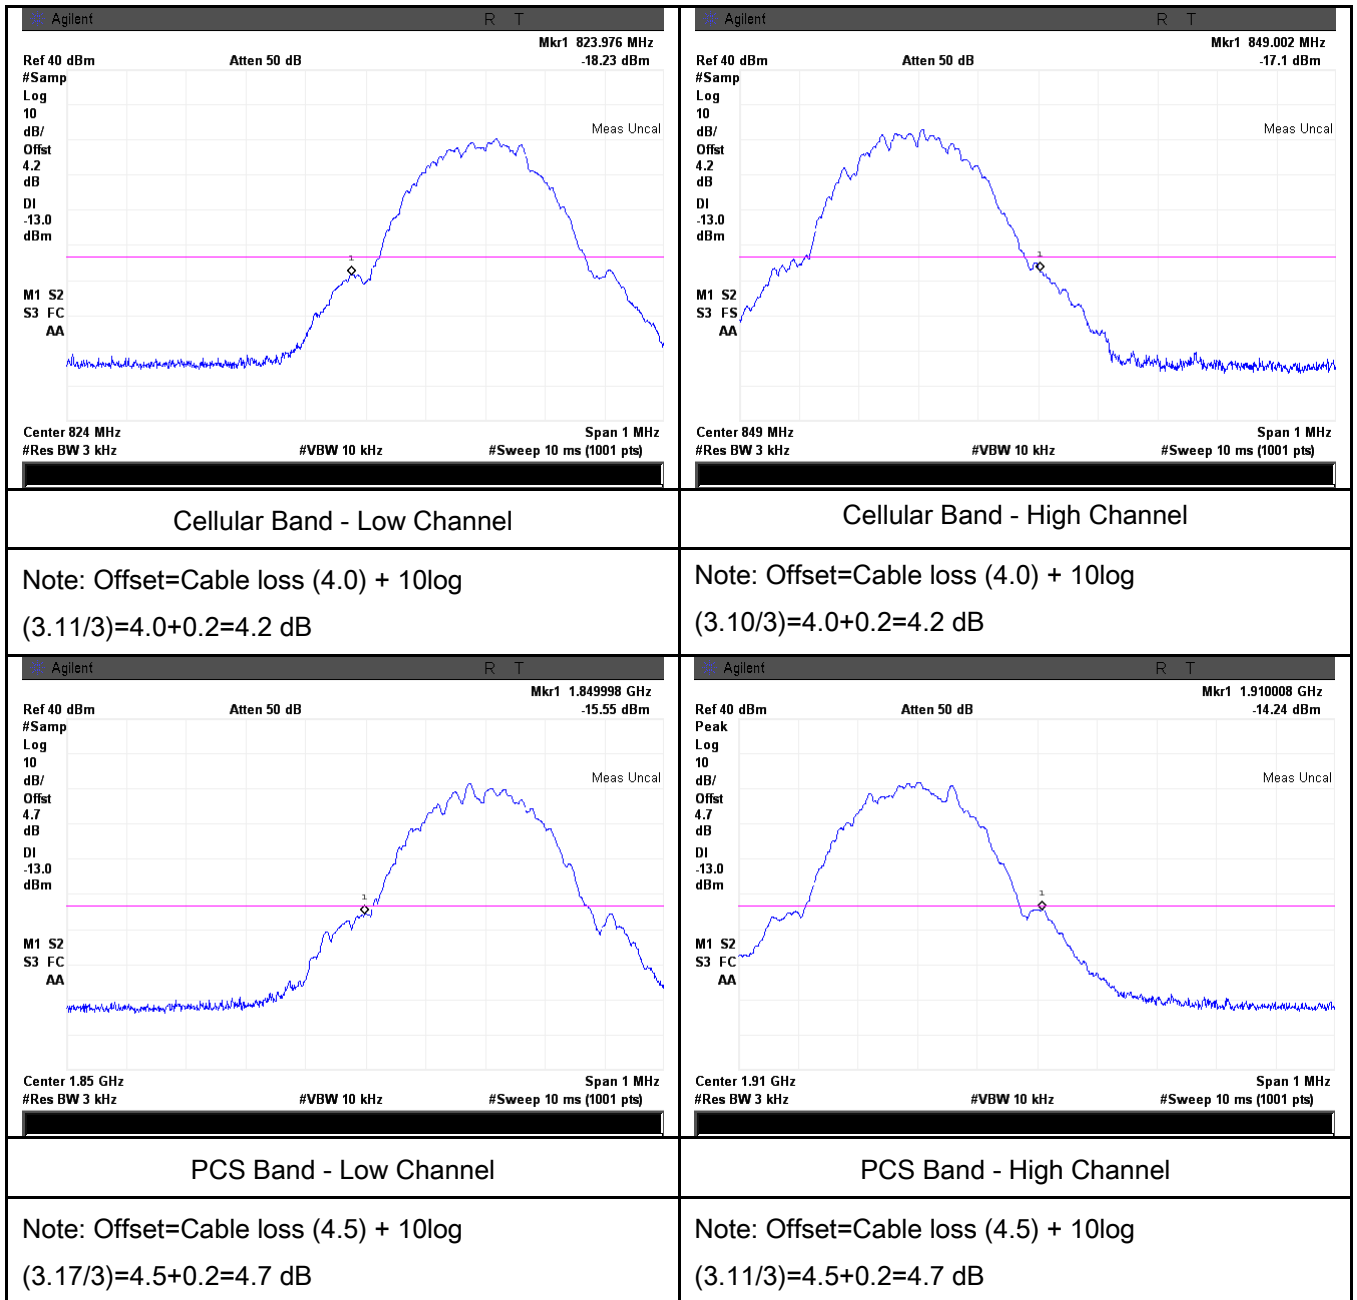 Agilent R T
Mkr1 823.976 MHz
Ref 40 dBm Atten 50 dB -18.23 dBm
#Samp
Log
10
dB/
Offst
4.2
dB
DI
-13.0
dBm
Meas Uncal
1
M1 S2
S3 FC
AA
Center 824 MHz Span 1 MHz
#Res BW 3 kHz #VBW 10 kHz #Sweep 10 ms (1001 pts)
Agilent R T
Mkr1 849.002 MHz
Ref 40 dBm Atten 50 dB -17.1 dBm
#Samp
Log
10
dB/
Offst
4.2
dB
DI
-13.0
dBm
Meas Uncal
1
M1 S2
S3 FS
AA
Center 849 MHz Span 1 MHz
#Res BW 3 kHz #VBW 10 kHz #Sweep 10 ms (1001 pts)
Cellular Band - Low Channel
Cellular Band - High Channel
Note: Offset=Cable loss (4.0) + 10log
(3.11/3)=4.0+0.2=4.2 dB
Note: Offset=Cable loss (4.0) + 10log
(3.10/3)=4.0+0.2=4.2 dB
Agilent R T
Mkr1 1.849998 GHz
Ref 40 dBm Atten 50 dB -15.55 dBm
#Samp
Log
10
dB/
Offst
4.7
dB
DI
-13.0
dBm
Meas Uncal
1
M1 S2
S3 FC
AA
Center 1.85 GHz Span 1 MHz
#Res BW 3 kHz #VBW 10 kHz #Sweep 10 ms (1001 pts)
Agilent R T
Mkr1 1.910008 GHz
Ref 40 dBm Atten 50 dB -14.24 dBm
Peak
Log
10
dB/
Offst
4.7
dB
DI
-13.0
dBm
Meas Uncal
1
M1 S2
S3 FC
AA
Center 1.91 GHz Span 1 MHz
#Res BW 3 kHz #VBW 10 kHz #Sweep 10 ms (1001 pts)
PCS Band - Low Channel
PCS Band - High Channel
Note: Offset=Cable loss (4.5) + 10log
(3.17/3)=4.5+0.2=4.7 dB
Note: Offset=Cable loss (4.5) + 10log
(3.11/3)=4.5+0.2=4.7 dB